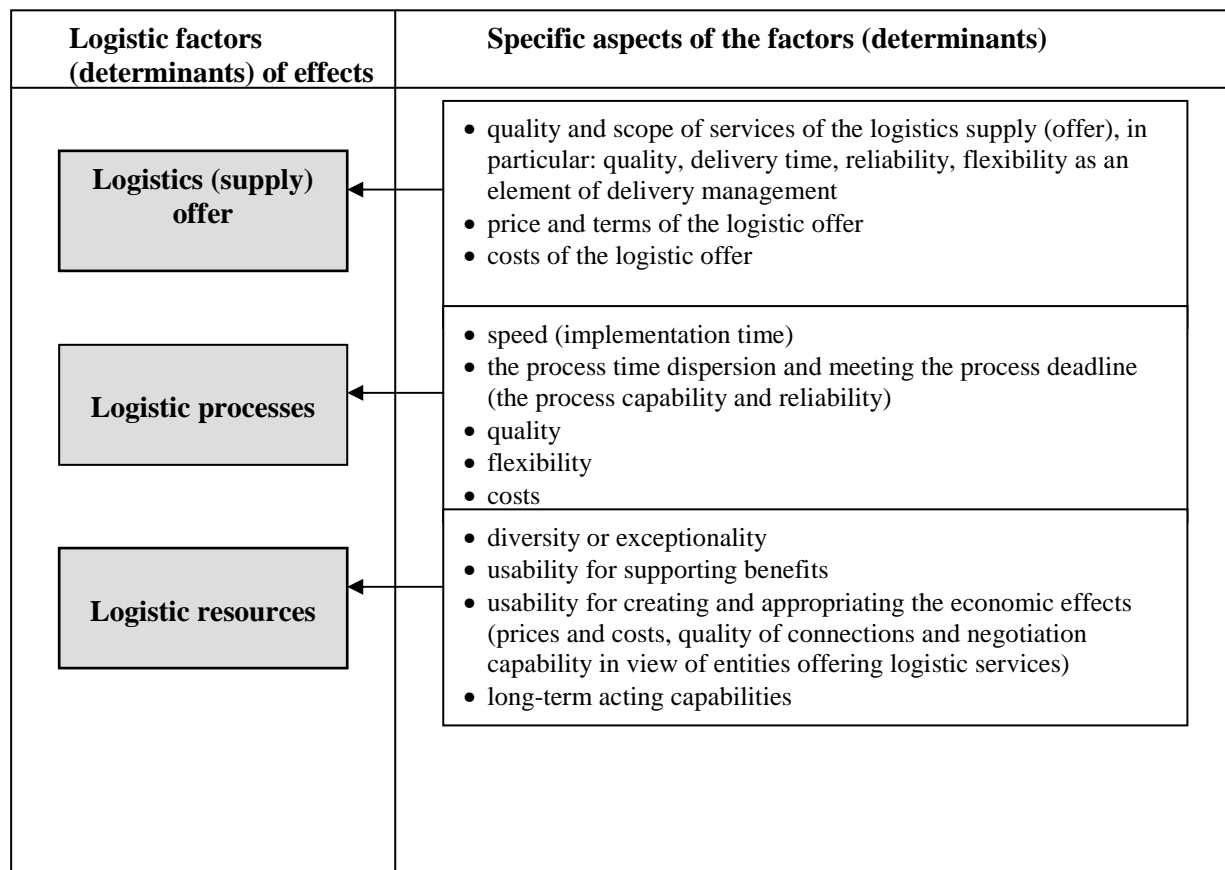 Logistic factors
(determinants) of effects
Specific aspects of the factors (determinants)
Logistics (supply)
offer
• quality and scope of services of the logistics supply (offer), in
particular: quality, delivery time, reliability, flexibility as an
element of delivery management
• price and terms of the logistic offer
• costs of the logistic offer
Logistic processes
• speed (implementation time)
• the process time dispersion and meeting the process deadline
(the process capability and reliability)
• quality
• flexibility
• costs
Logistic resources
• diversity or exceptionality
• usability for supporting benefits
• usability for creating and appropriating the economic effects
(prices and costs, quality of connections and negotiation
capability in view of entities offering logistic services)
• long-term acting capabilities